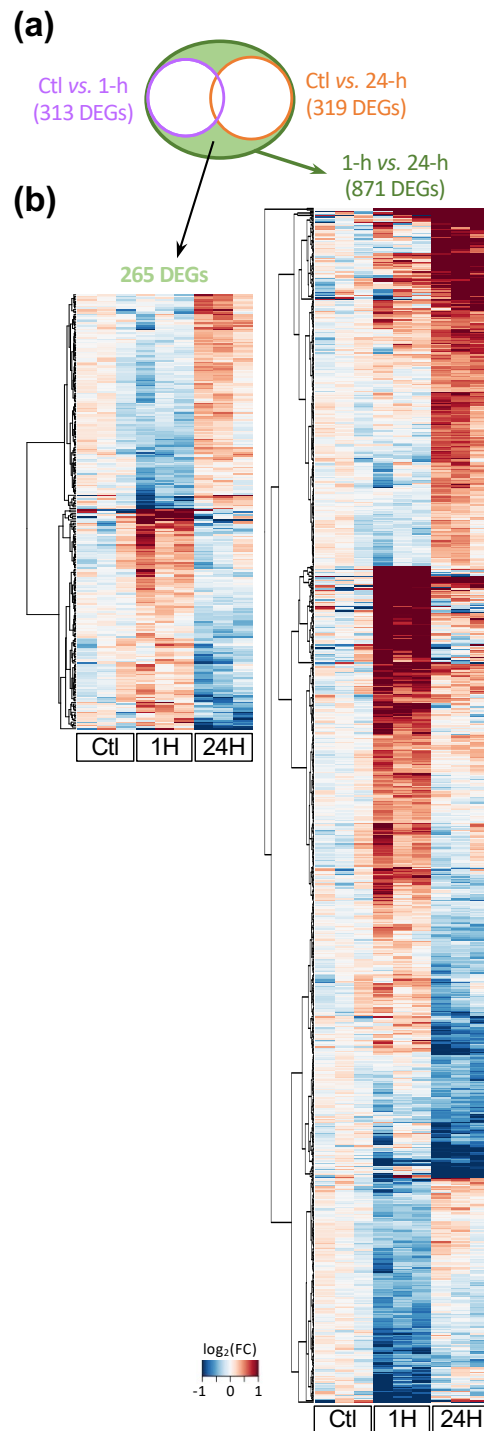 (a)
Ctl vs. 1-h
(313 DEGs)
Ctl vs. 24-h
(319 DEGs)
1-h vs. 24-h
(871 DEGs)
(b)
265 DEGs
Ctl 1H 24H
log₂(FC)
-1 0 1
Ctl 1H 24H